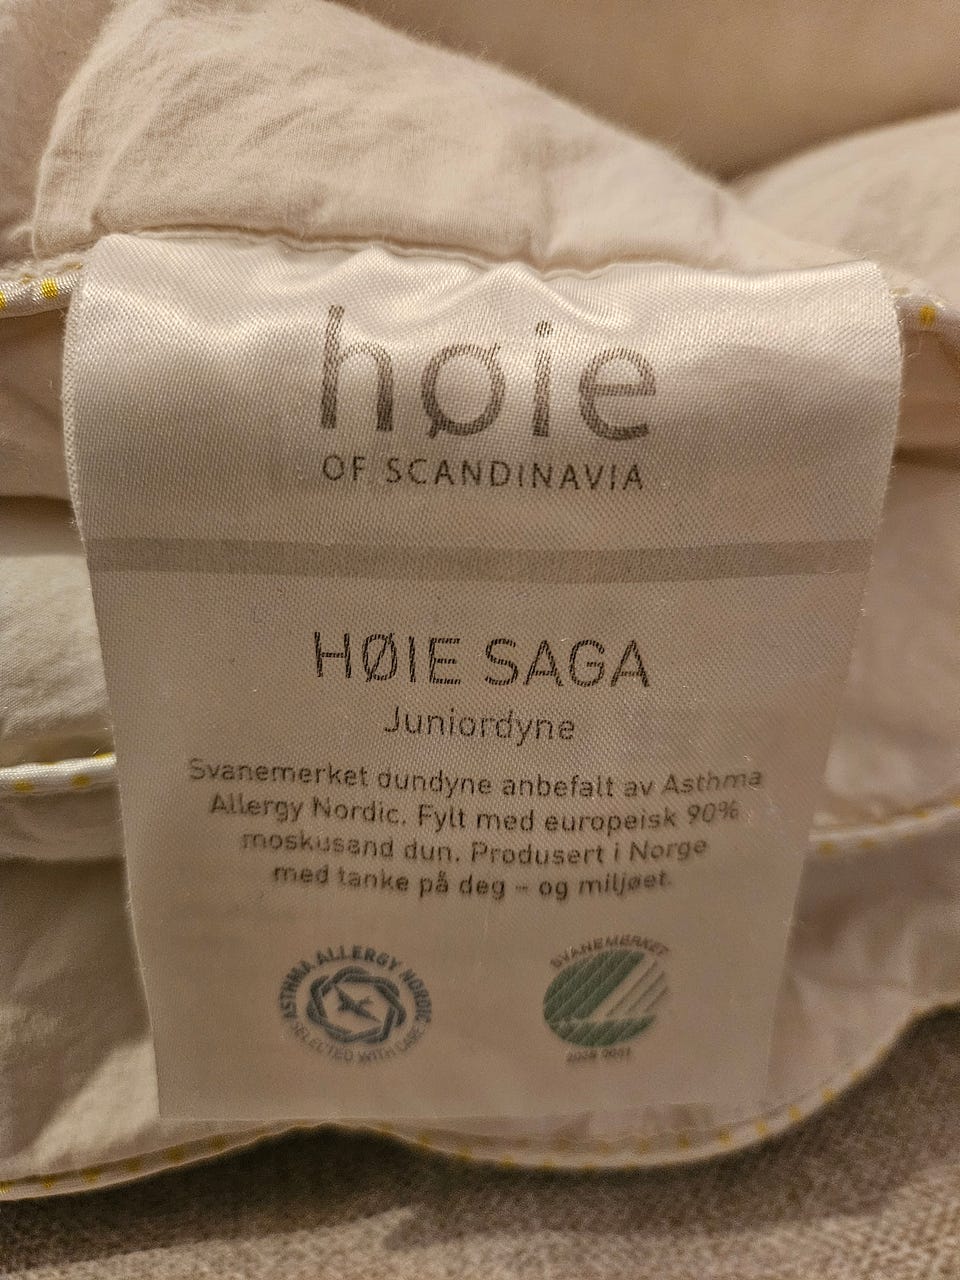 høie
OF SCANDINAVIA
HØIE SAGA
Juniordyne
Svanemerket dundyne anbefalt av Asthma
Allergy Nordic. Fylt med europeisk 90%
moskusand dun. Produsert i Norge
med tanke på deg – og miljøet.
ASTHMA ALLERGY NORDIC
SELECTED WITH CARE
SVANEMERKET